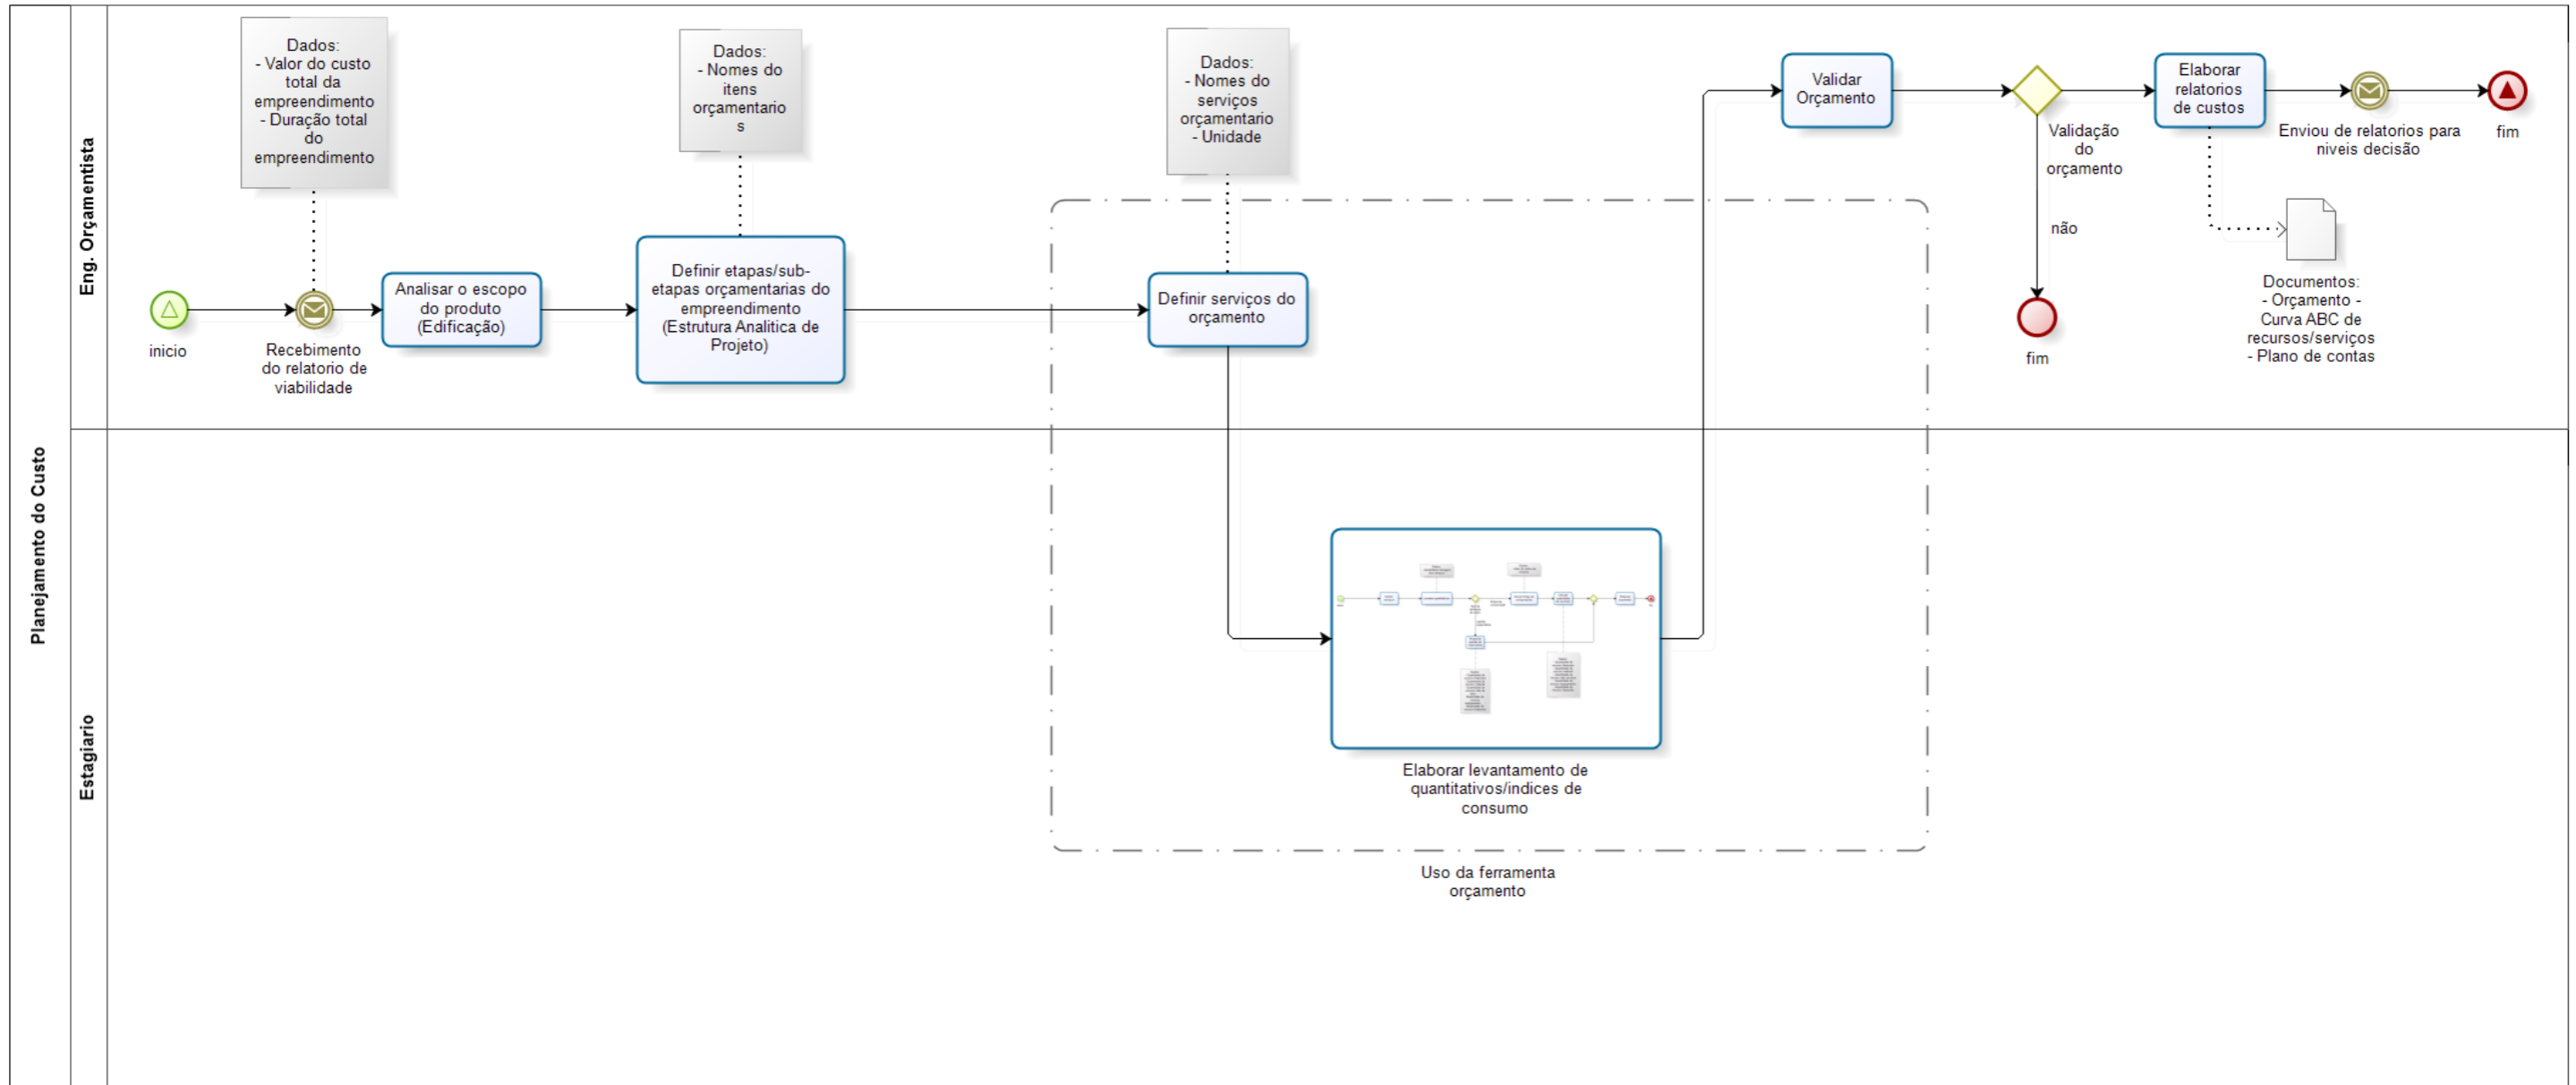 Planejamento do Custo
Eng. Orçamentista
Dados:
- Valor do custo
total da
empreendimento
- Duração total
do
empreendimento
Dados:
- Nomes do
itens
orçamentario
s
Dados:
- Nomes do
serviços
orçamentario
- Unidade
inicio
Recebimento
do relatorio de
viabilidade
Analisar o escopo
do produto
(Edificação)
Definir etapas/sub-
etapas orçamentarias do
empreendimento
(Estrutura Analitica de
Projeto)
Definir serviços do
orçamento
Validar
Orçamento
Validação
do
orçamento
não
fim
Elaborar
relatorios
de custos
Enviou de relatorios para
niveis decisão
fim
Documentos:
- Orçamento -
Curva ABC de
recursos/serviços
- Plano de contas
Estagiario
Elaborar levantamento de
quantitativos/indices de
consumo
Uso da ferramenta
orçamento